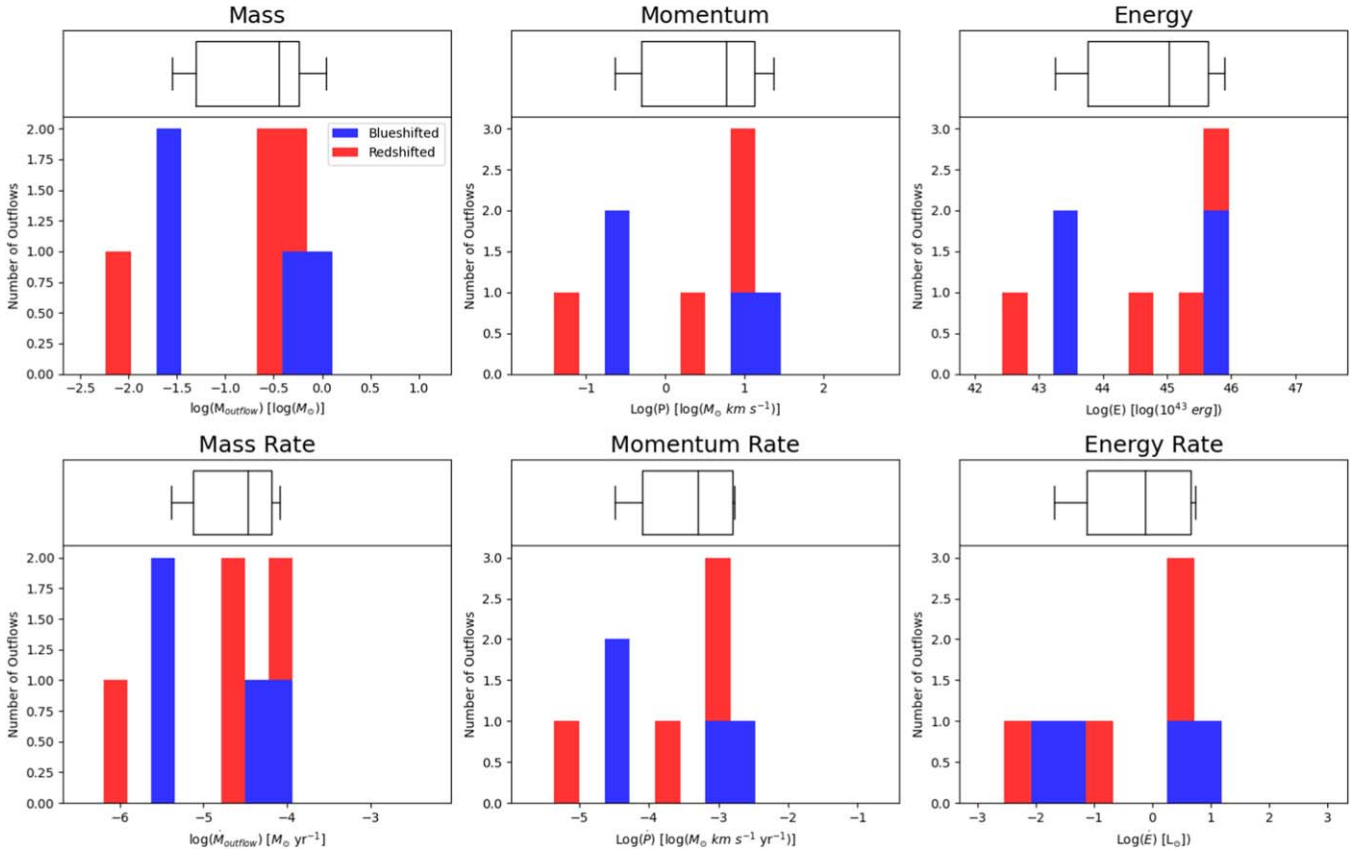 Mass
Momentum
Energy
2.00
1.75
1.50
1.25
1.00
0.75
0.50
0.25
0.00
Number of Outflows
Blueshifted
Redshifted
−2.5 −2.0 −1.5 −1.0 −0.5 0.0 0.5 1.0
log(M_outflow) [log(M⊙)]
3.0
2.5
2.0
1.5
1.0
0.5
0.0
Number of Outflows
−1 0 1 2
Log(P) [log(M⊙ km s⁻¹)]
3.0
2.5
2.0
1.5
1.0
0.5
0.0
Number of Outflows
42 43 44 45 46 47
Log(E) [log(10⁴³ erg])
Mass Rate
Momentum Rate
Energy Rate
2.00
1.75
1.50
1.25
1.00
0.75
0.50
0.25
0.00
Number of Outflows
−6 −5 −4 −3
log(Ṁ_outflow) [M⊙ yr⁻¹]
3.0
2.5
2.0
1.5
1.0
0.5
0.0
Number of Outflows
−5 −4 −3 −2 −1
Log(Ṗ) [log(M⊙ km s⁻¹ yr⁻¹)]
3.0
2.5
2.0
1.5
1.0
0.5
0.0
Number of Outflows
−3 −2 −1 0 1 2 3
Log(Ė) [L⊙])